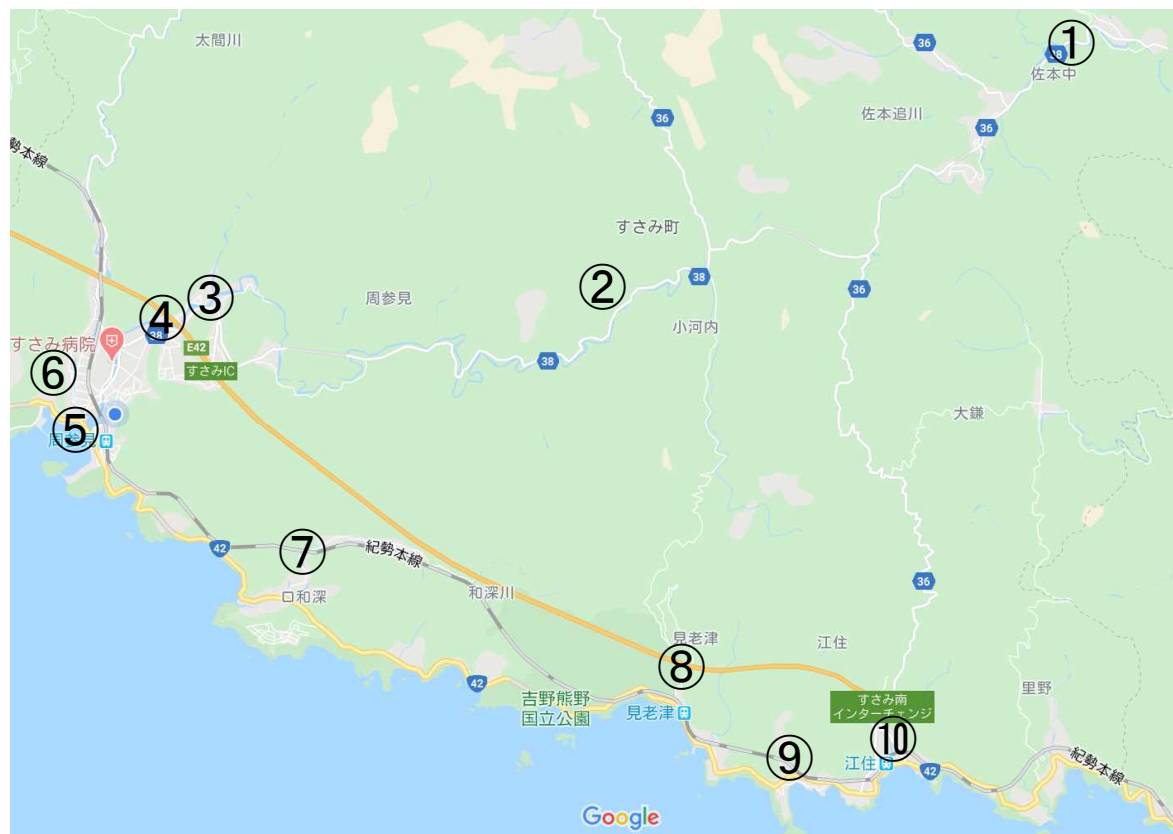 太間川
36
①
38
佐本中
佐本追川
36
36
紀勢本線
すさみ町
②
38
36
周参見
③
④
38
小河内
すさみ病院
E42
すさみIC
38
⑥
大鎌
⑤
周参見
42
⑦
紀勢本線
口和深
和深川
36
見老津
江住
⑧
42
吉野熊野
国立公園
すさみ南
インターチェンジ
里野
見老津
⑩
⑨
江住
42
紀勢本線
Google